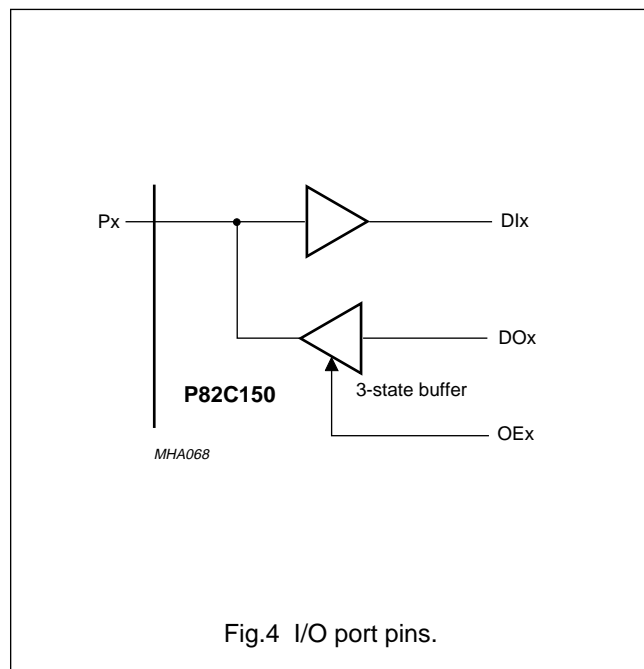 Px
DIx
DOx
3-state buffer
P82C150
OEx
MHA068
Fig.4 I/O port pins.